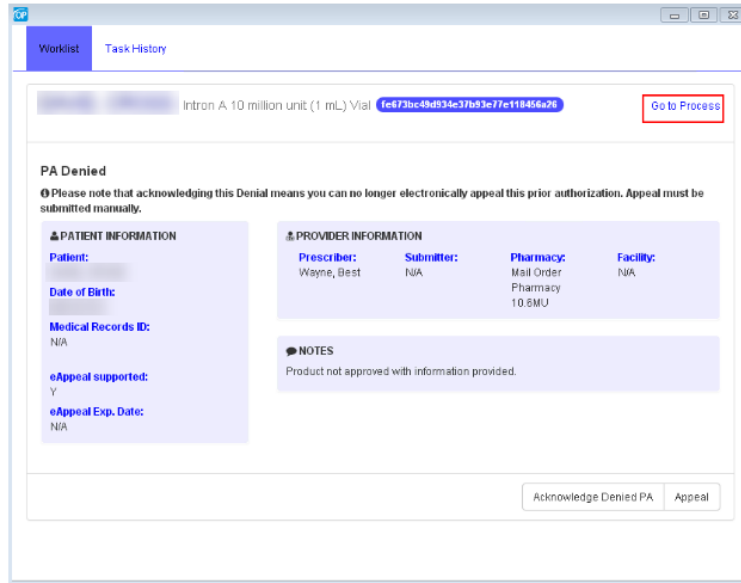 OP
Worklist Task History
Intron A 10 million unit (1 mL) Vial fe673bc49d934e37b93e77e118456a26 Go to Process
PA Denied
Please note that acknowledging this Denial means you can no longer electronically appeal this prior authorization. Appeal must be
submitted manually.
PATIENT INFORMATION
Patient:
Date of Birth:
Medical Records ID:
N/A
eAppeal supported:
Y
eAppeal Exp. Date:
N/A
PROVIDER INFORMATION
Prescriber: Submitter: Pharmacy: Facility:
Wayne, Best N/A Mail Order N/A
Pharmacy
10.6MU
NOTES
Product not approved with information provided.
Acknowledge Denied PA Appeal